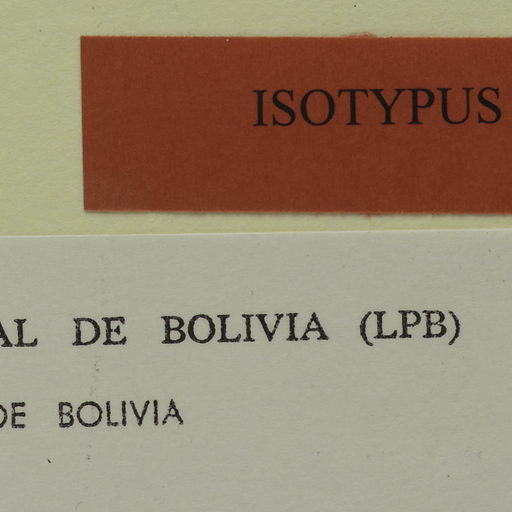 ISOTYPUS
AL DE BOLIVIA (LPB)
DE BOLIVIA